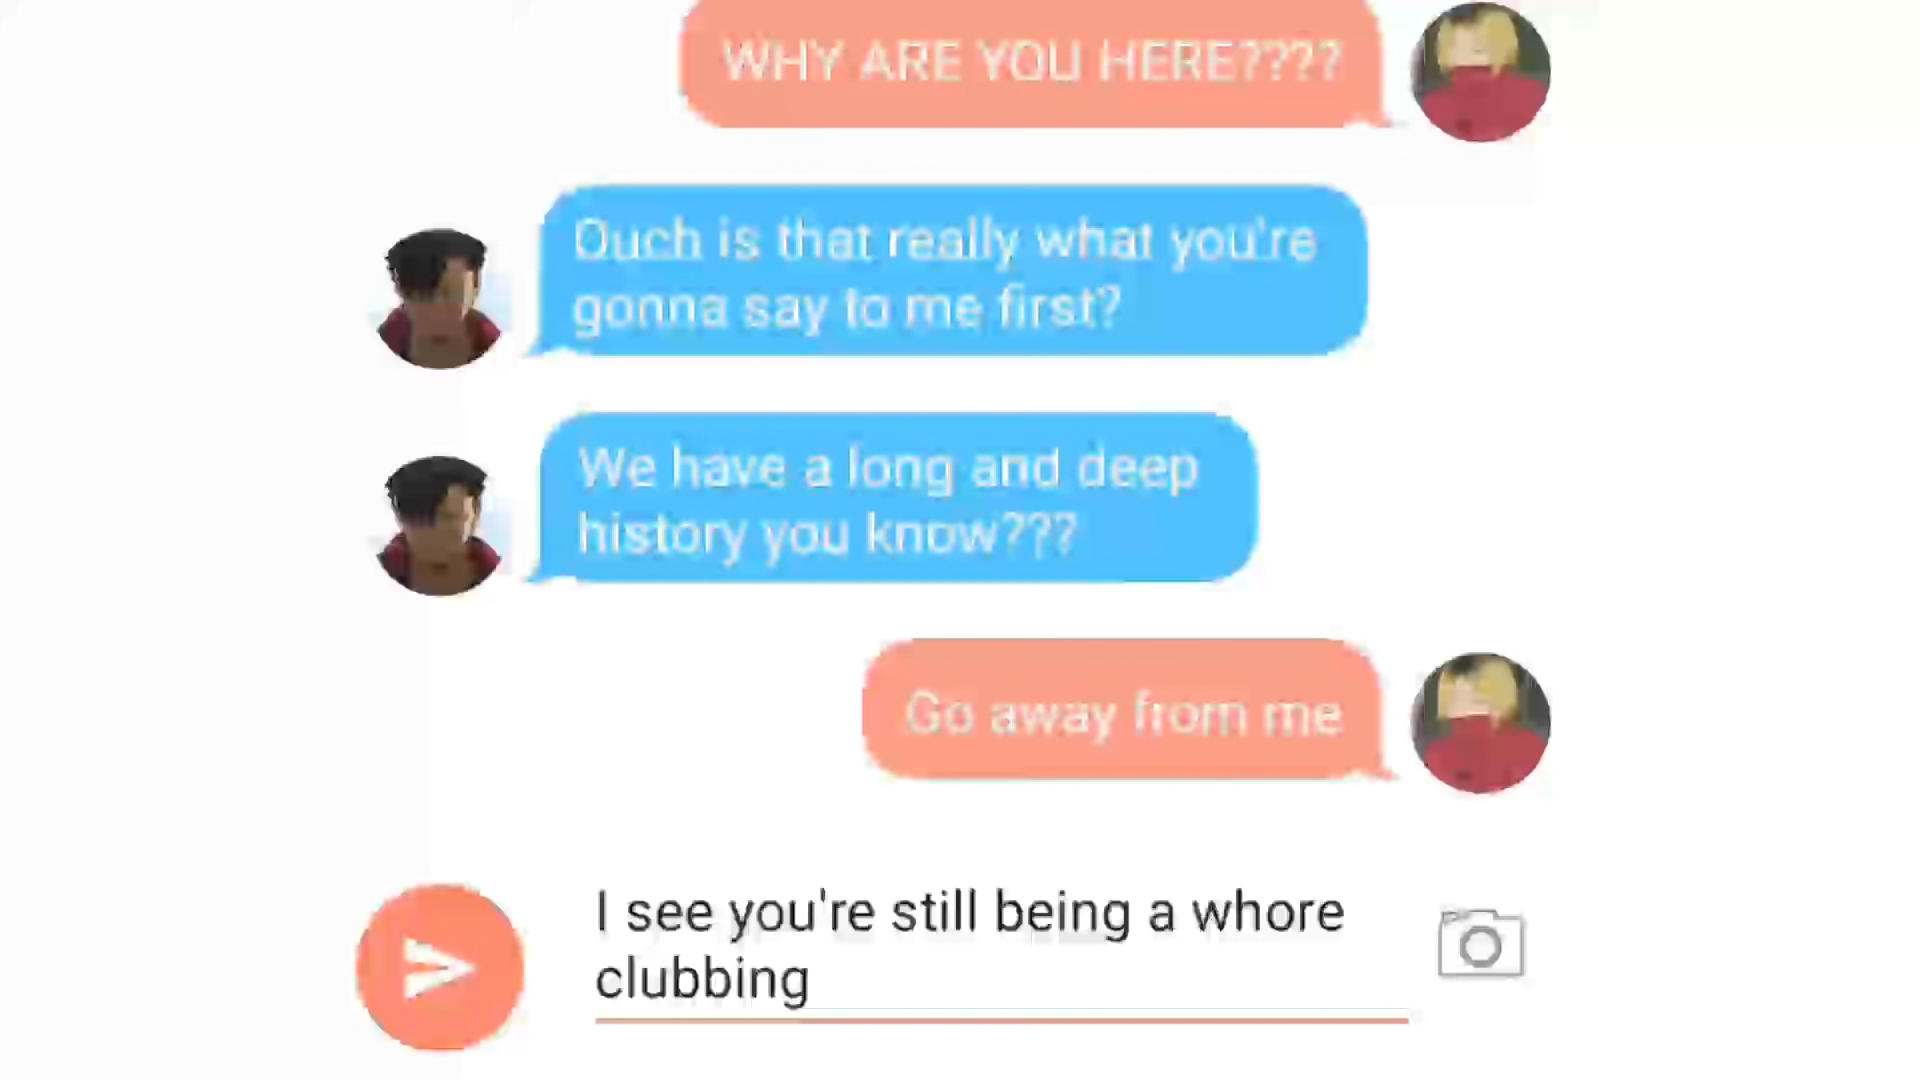 WHY ARE YOU HERE????
Ouch is that really what you're
gonna say to me first?
We have a long and deep
history you know???
Go away from me
I see you're still being a whore
clubbing